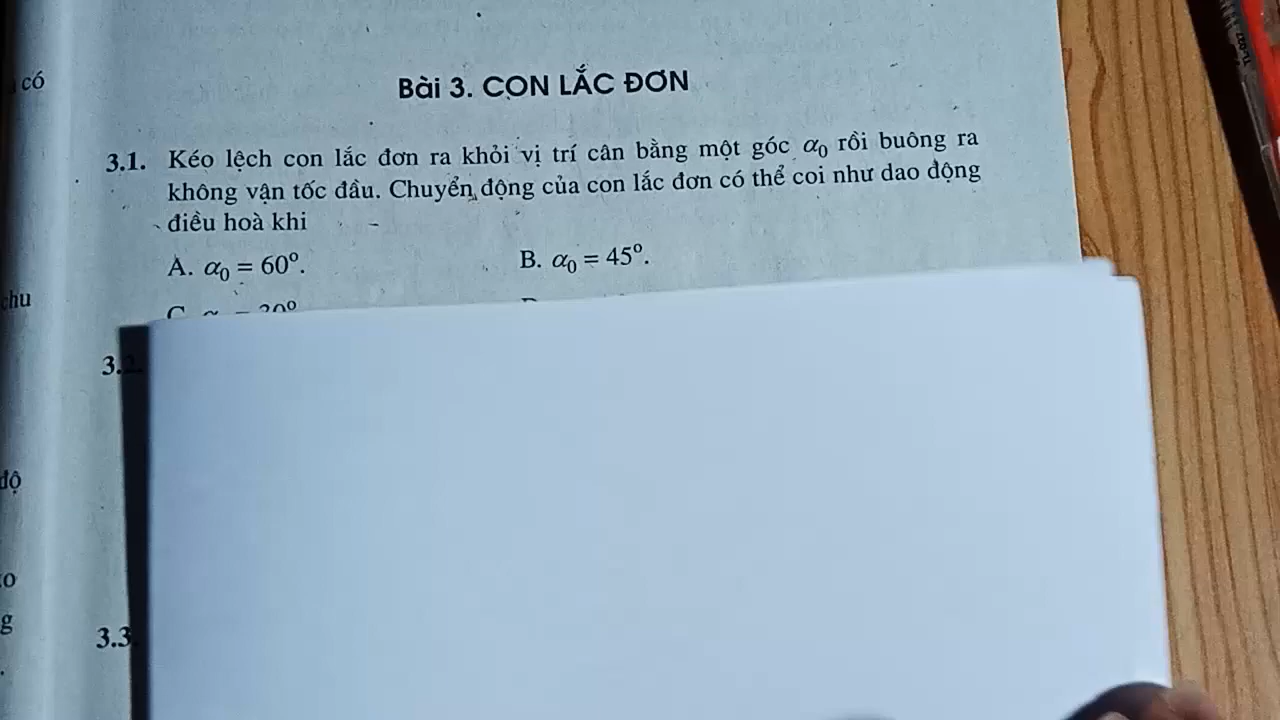 có
Bài 3. CON LẮC ĐƠN
3.1. Kéo lệch con lắc đơn ra khỏi vị trí cân bằng một góc α₀ rồi buông ra
không vận tốc đầu. Chuyển động của con lắc đơn có thể coi như dao động
điều hoà khi
A. α₀ = 60°.
B. α₀ = 45°.
chu
3.2.
độ
g
3.3